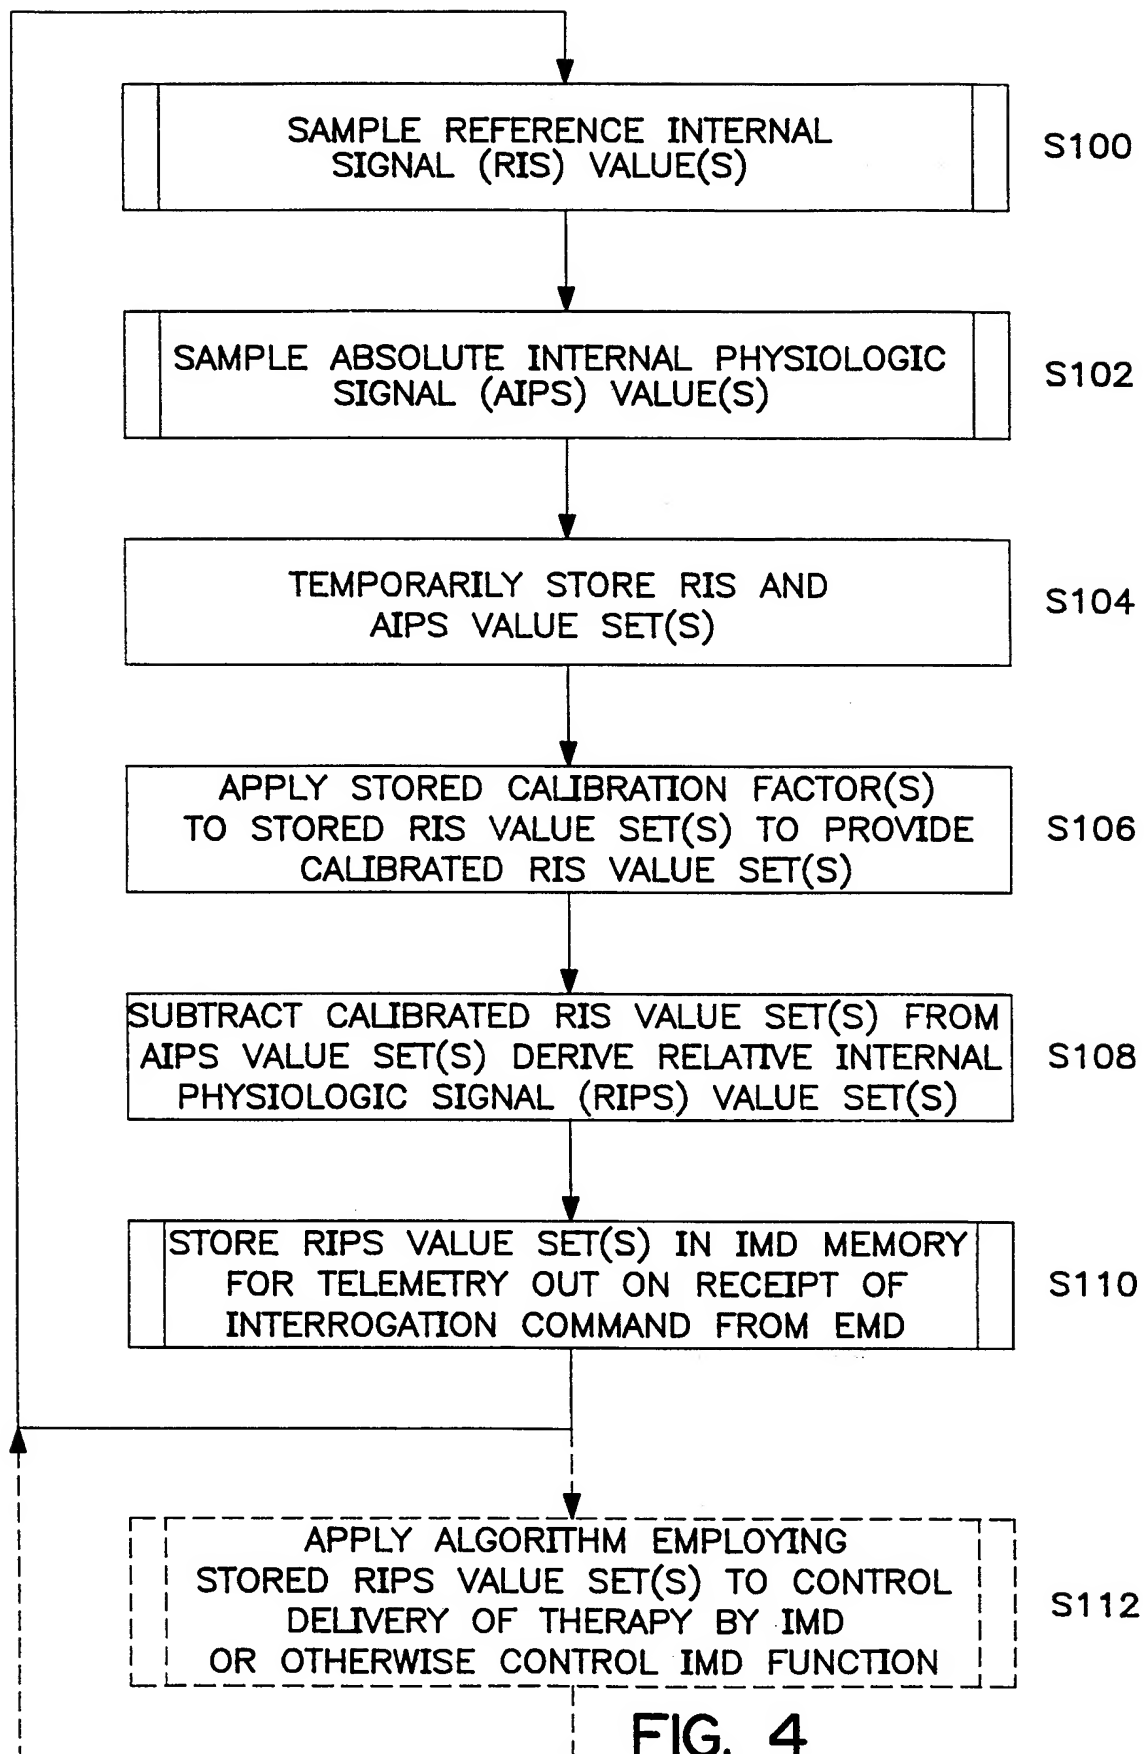 SAMPLE REFERENCE INTERNAL
SIGNAL (RIS) VALUE(S)
S100
SAMPLE ABSOLUTE INTERNAL PHYSIOLOGIC
SIGNAL (AIPS) VALUE(S)
S102
TEMPORARILY STORE RIS AND
AIPS VALUE SET(S)
S104
APPLY STORED CALIBRATION FACTOR(S)
TO STORED RIS VALUE SET(S) TO PROVIDE
CALIBRATED RIS VALUE SET(S)
S106
SUBTRACT CALIBRATED RIS VALUE SET(S) FROM
AIPS VALUE SET(S) DERIVE RELATIVE INTERNAL
PHYSIOLOGIC SIGNAL (RIPS) VALUE SET(S)
S108
STORE RIPS VALUE SET(S) IN IMD MEMORY
FOR TELEMETRY OUT ON RECEIPT OF
INTERROGATION COMMAND FROM EMD
S110
APPLY ALGORITHM EMPLOYING
STORED RIPS VALUE SET(S) TO CONTROL
DELIVERY OF THERAPY BY IMD
OR OTHERWISE CONTROL IMD FUNCTION
S112
FIG. 4